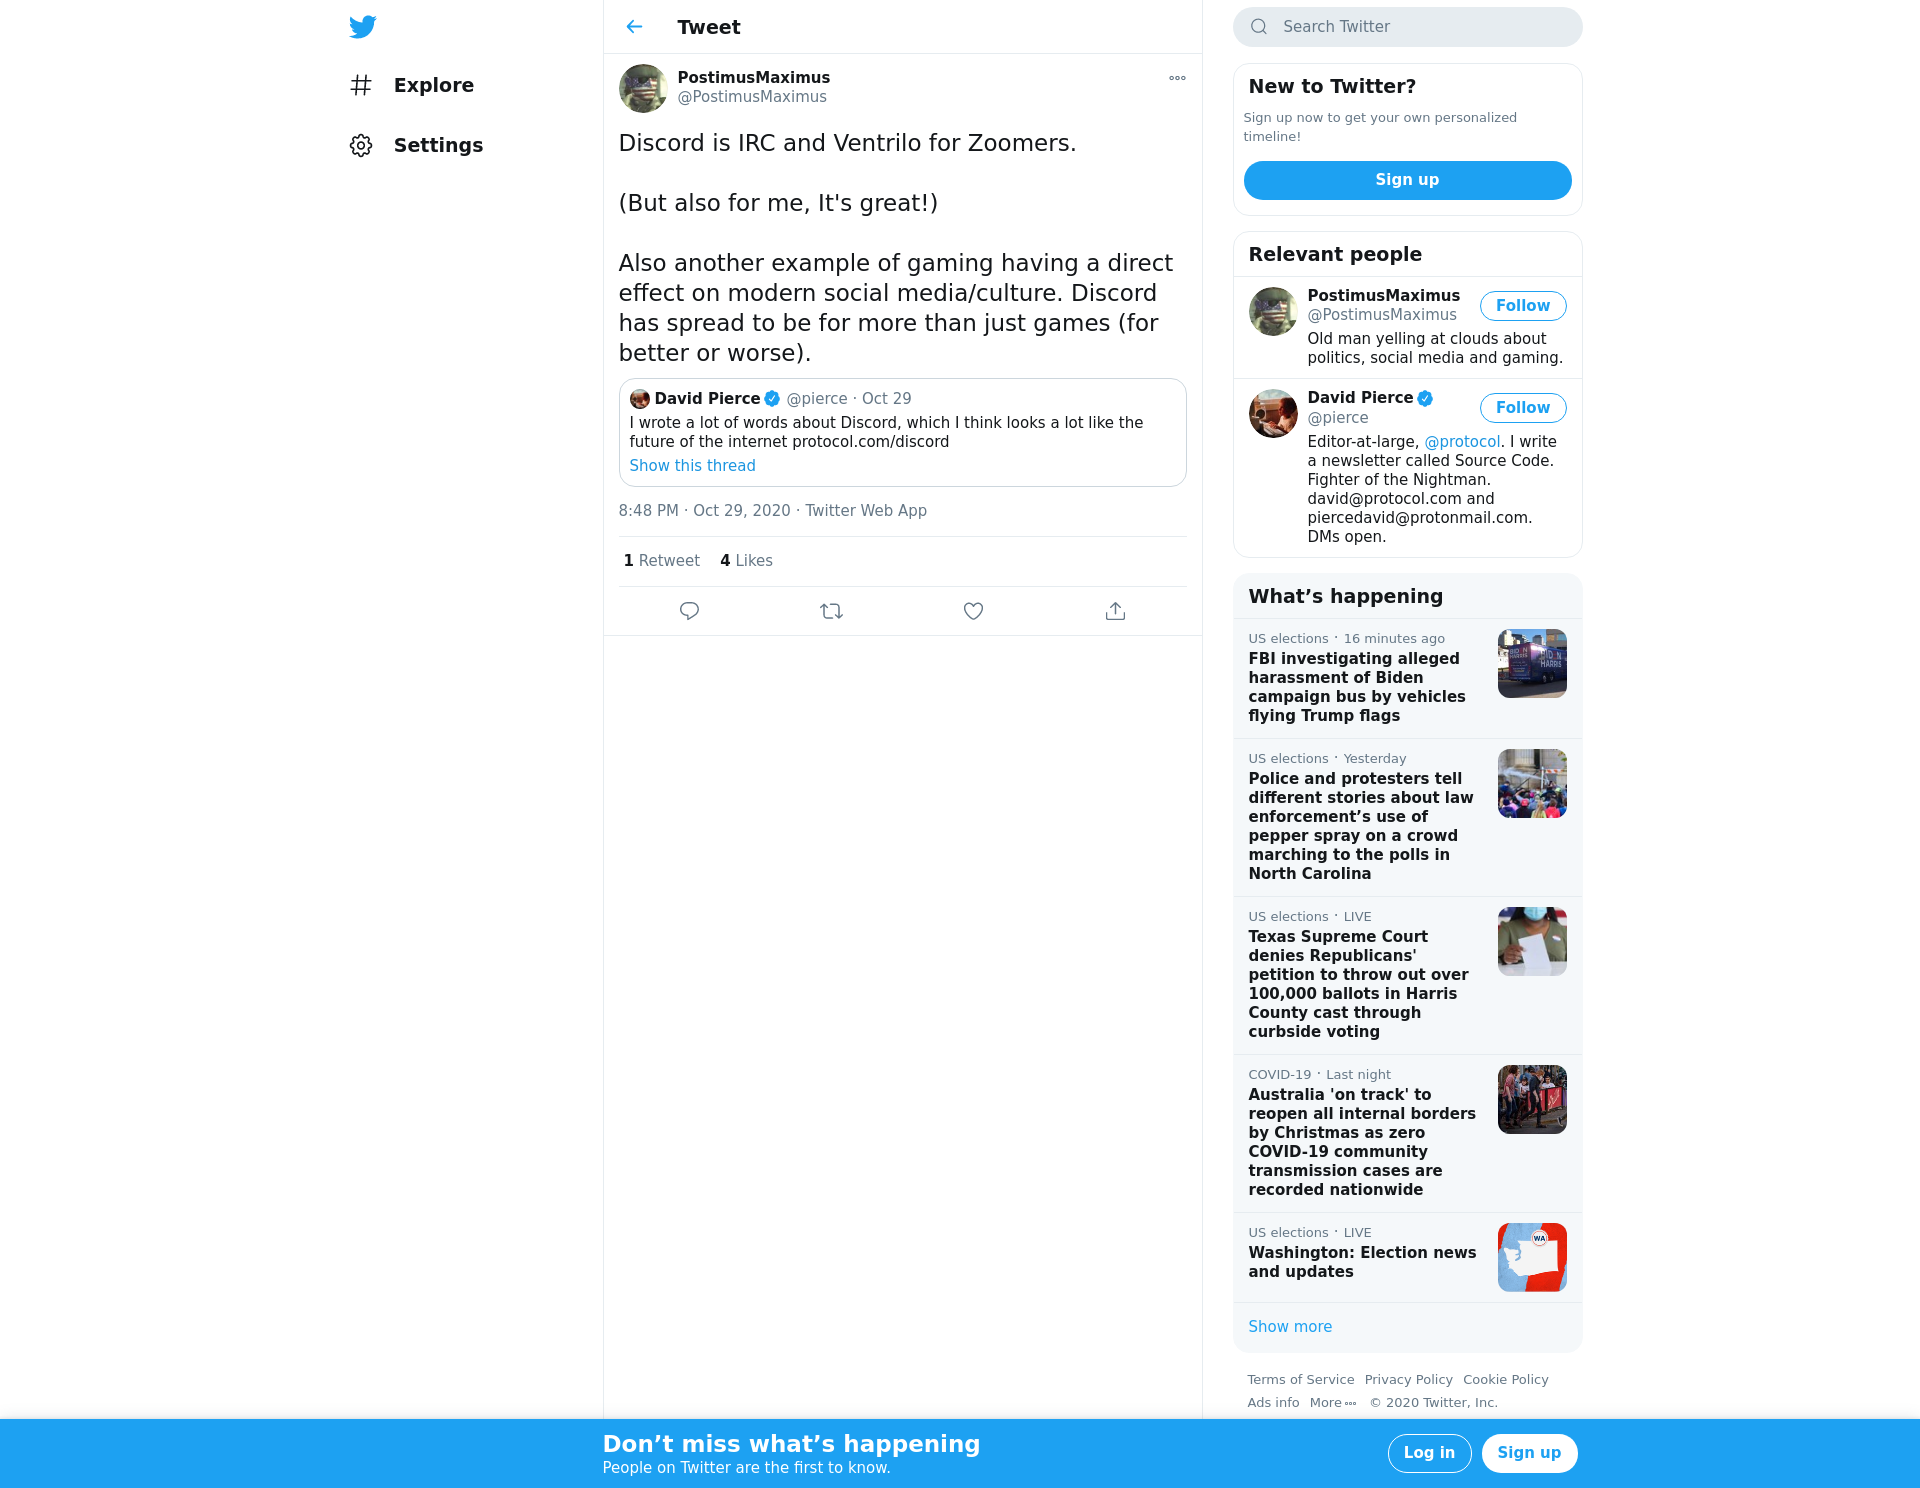 Explore
Settings
Tweet
PostimusMaximus
@PostimusMaximus
Discord is IRC and Ventrilo for Zoomers.
(But also for me, It's great!)
Also another example of gaming having a direct
effect on modern social media/culture. Discord
has spread to be for more than just games (for
better or worse).
David Pierce @pierce · Oct 29
I wrote a lot of words about Discord, which I think looks a lot like the
future of the internet protocol.com/discord
Show this thread
8:48 PM · Oct 29, 2020 · Twitter Web App
1 Retweet 4 Likes
Search Twitter
New to Twitter?
Sign up now to get your own personalized
timeline!
Sign up
Relevant people
PostimusMaximus
@PostimusMaximus
Follow
Old man yelling at clouds about
politics, social media and gaming.
David Pierce
@pierce
Follow
Editor-at-large, @protocol. I write
a newsletter called Source Code.
Fighter of the Nightman.
david@protocol.com and
piercedavid@protonmail.com.
DMs open.
What’s happening
US elections · 16 minutes ago
FBI investigating alleged
harassment of Biden
campaign bus by vehicles
flying Trump flags
US elections · Yesterday
Police and protesters tell
different stories about law
enforcement’s use of
pepper spray on a crowd
marching to the polls in
North Carolina
US elections · LIVE
Texas Supreme Court
denies Republicans'
petition to throw out over
100,000 ballots in Harris
County cast through
curbside voting
COVID-19 · Last night
Australia 'on track' to
reopen all internal borders
by Christmas as zero
COVID-19 community
transmission cases are
recorded nationwide
US elections · LIVE
Washington: Election news
and updates
WA
Show more
Terms of Service Privacy Policy Cookie Policy
Ads info More © 2020 Twitter, Inc.
Don’t miss what’s happening
People on Twitter are the first to know.
Log in
Sign up